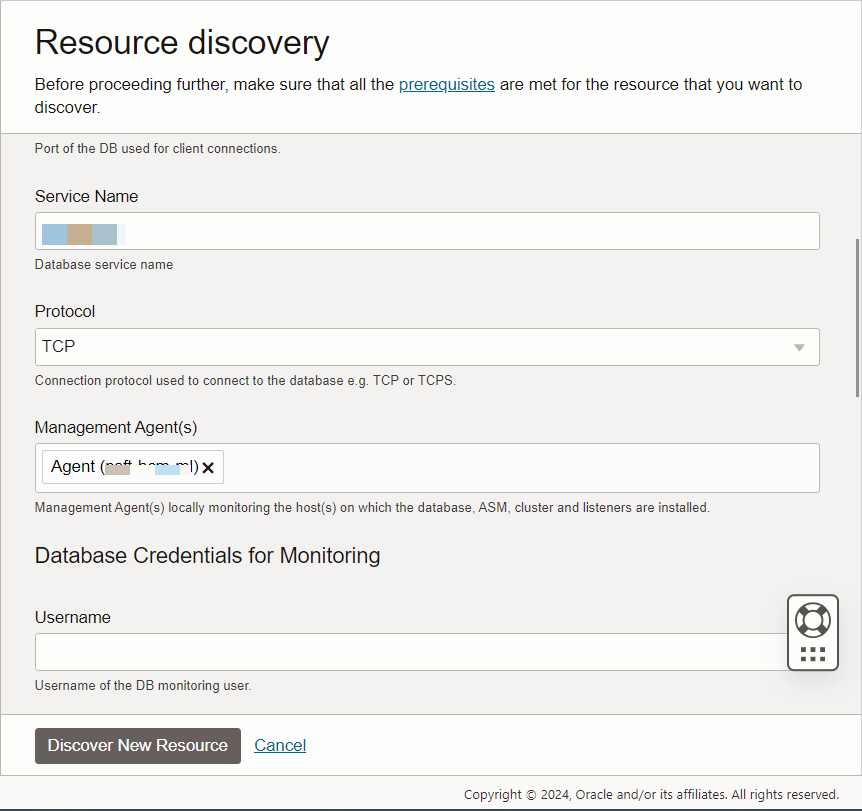 Resource discovery
Before proceeding further, make sure that all the prerequisites are met for the resource that you want to
discover.
Port of the DB used for client connections.
Service Name
Database service name
Protocol
TCP
Connection protocol used to connect to the database e.g. TCP or TCPS.
Management Agent(s)
Agent (
Management Agent(s) locally monitoring the host(s) on which the database, ASM, cluster and listeners are installed.
Database Credentials for Monitoring
Username
Username of the DB monitoring user.
Discover New Resource Cancel
Copyright © 2024, Oracle and/or its affiliates. All rights reserved.